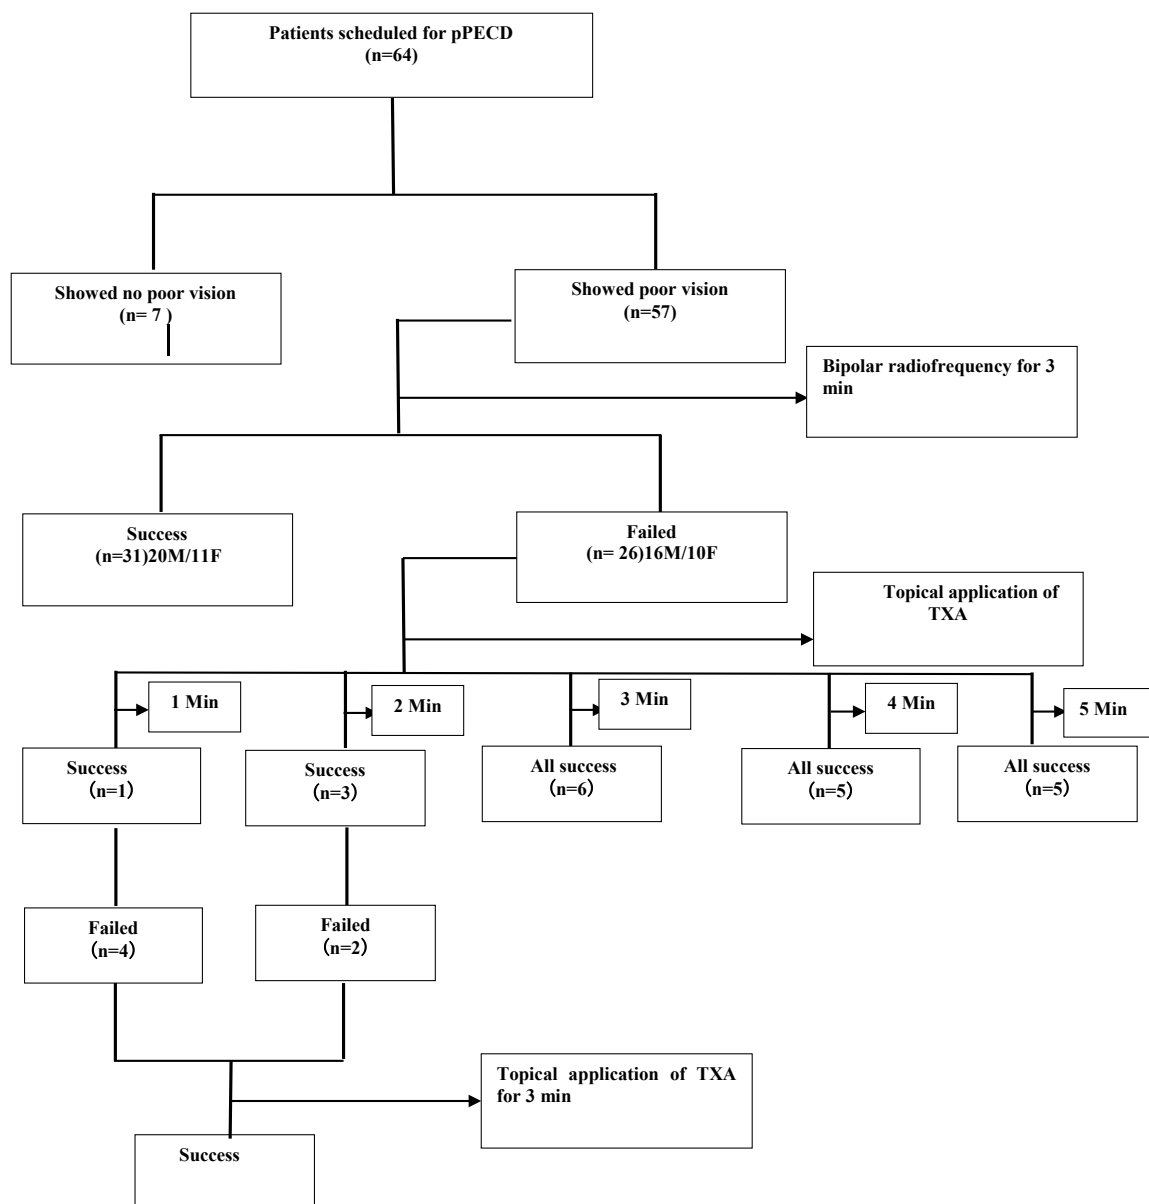 Patients scheduled for pPECD
(n=64)
Showed no poor vision
(n= 7 )
Showed poor vision
(n=57)
Bipolar radiofrequency for 3
min
Success
(n=31)20M/11F
Failed
(n= 26)16M/10F
Topical application of
TXA
1 Min
2 Min
3 Min
4 Min
5 Min
Success
(n=1)
Success
(n=3)
All success
(n=6)
All success
(n=5)
All success
(n=5)
Failed
(n=4)
Failed
(n=2)
Topical application of TXA
for 3 min
Success